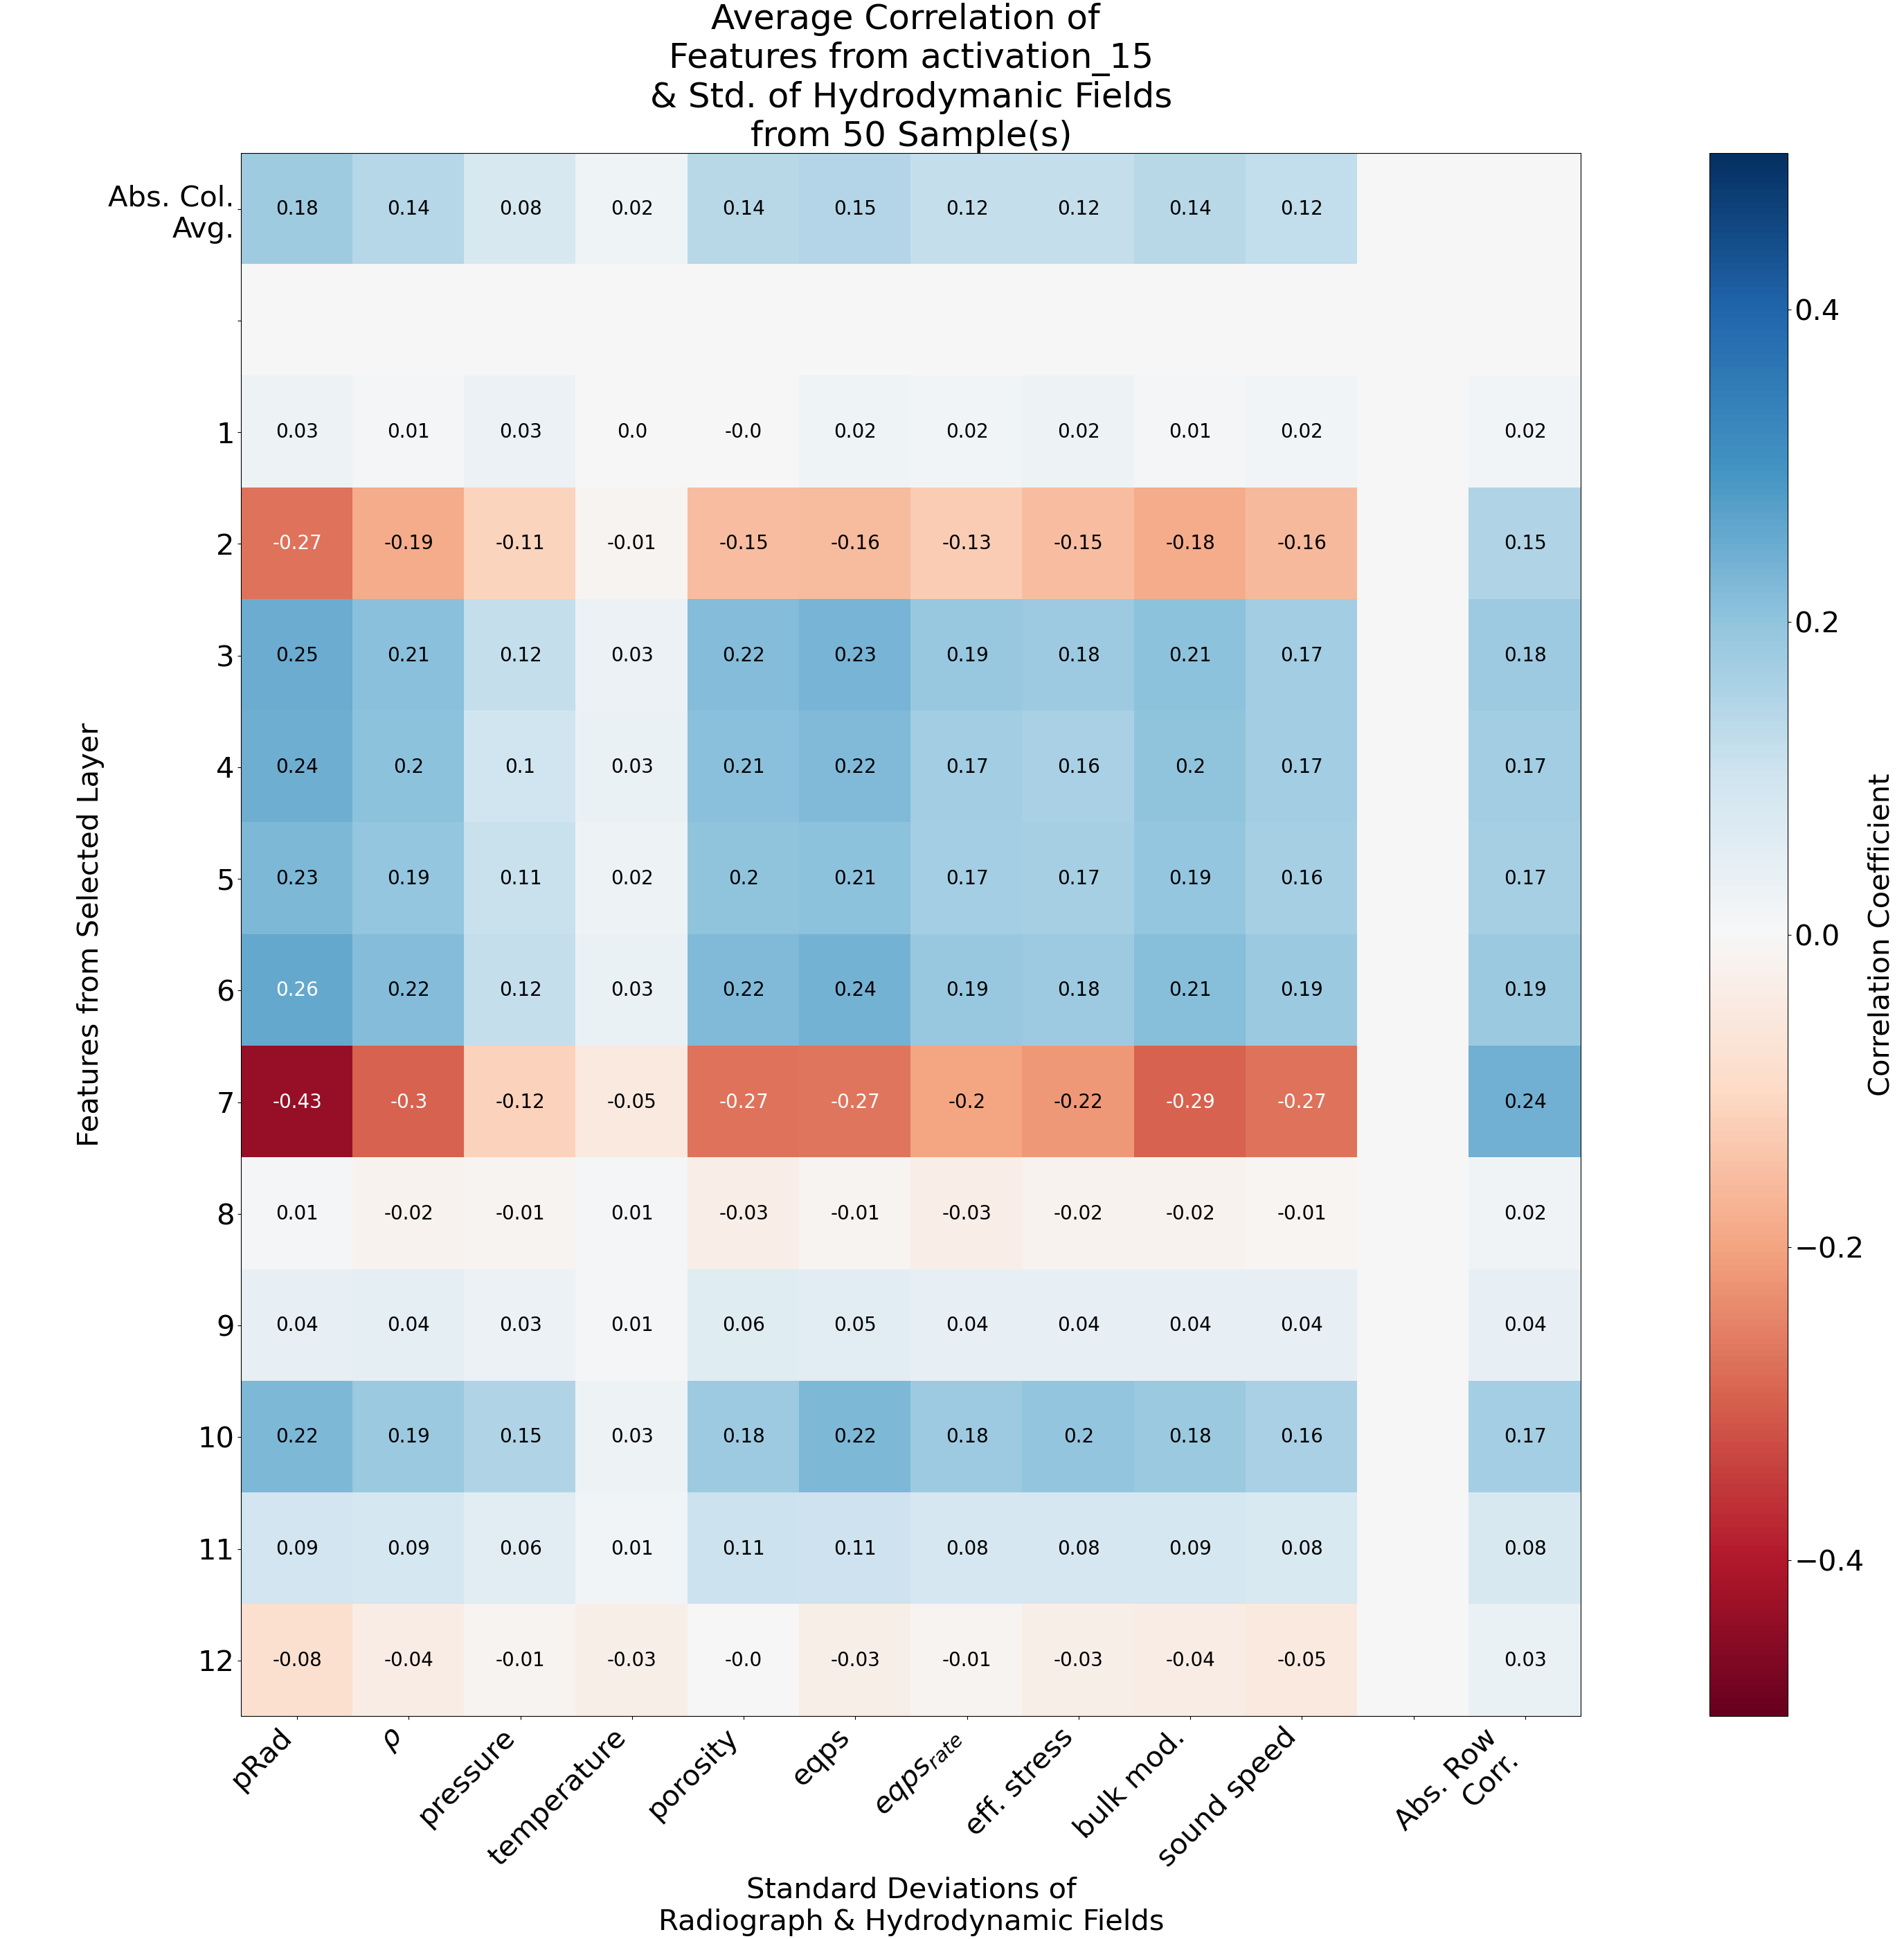 Average Correlation of
Features from activation_15
& Std. of Hydrodymanic Fields
from 50 Sample(s)
Abs. Col.
Avg.
0.18 0.14 0.08 0.02 0.14 0.15 0.12 0.12 0.14 0.12
1 0.03 0.01 0.03 0.0 -0.0 0.02 0.02 0.02 0.01 0.02 0.02
2 -0.27 -0.19 -0.11 -0.01 -0.15 -0.16 -0.13 -0.15 -0.18 -0.16 0.15
3 0.25 0.21 0.12 0.03 0.22 0.23 0.19 0.18 0.21 0.17 0.18
4 0.24 0.2 0.1 0.03 0.21 0.22 0.17 0.16 0.2 0.17 0.17
5 0.23 0.19 0.11 0.02 0.2 0.21 0.17 0.17 0.19 0.16 0.17
6 0.26 0.22 0.12 0.03 0.22 0.24 0.19 0.18 0.21 0.19 0.19
7 -0.43 -0.3 -0.12 -0.05 -0.27 -0.27 -0.2 -0.22 -0.29 -0.27 0.24
8 0.01 -0.02 -0.01 0.01 -0.03 -0.01 -0.03 -0.02 -0.02 -0.01 0.02
9 0.04 0.04 0.03 0.01 0.06 0.05 0.04 0.04 0.04 0.04 0.04
10 0.22 0.19 0.15 0.03 0.18 0.22 0.18 0.2 0.18 0.16 0.17
11 0.09 0.09 0.06 0.01 0.11 0.11 0.08 0.08 0.09 0.08 0.08
12 -0.08 -0.04 -0.01 -0.03 -0.0 -0.03 -0.01 -0.03 -0.04 -0.05 0.03
Features from Selected Layer
pRad
ρ
pressure
temperature
porosity
eqps
eqps_rate
eff. stress
bulk mod.
sound speed
Abs. Row
Corr.
Standard Deviations of
Radiograph & Hydrodynamic Fields
0.4
0.2
0.0
−0.2
−0.4
Correlation Coefficient